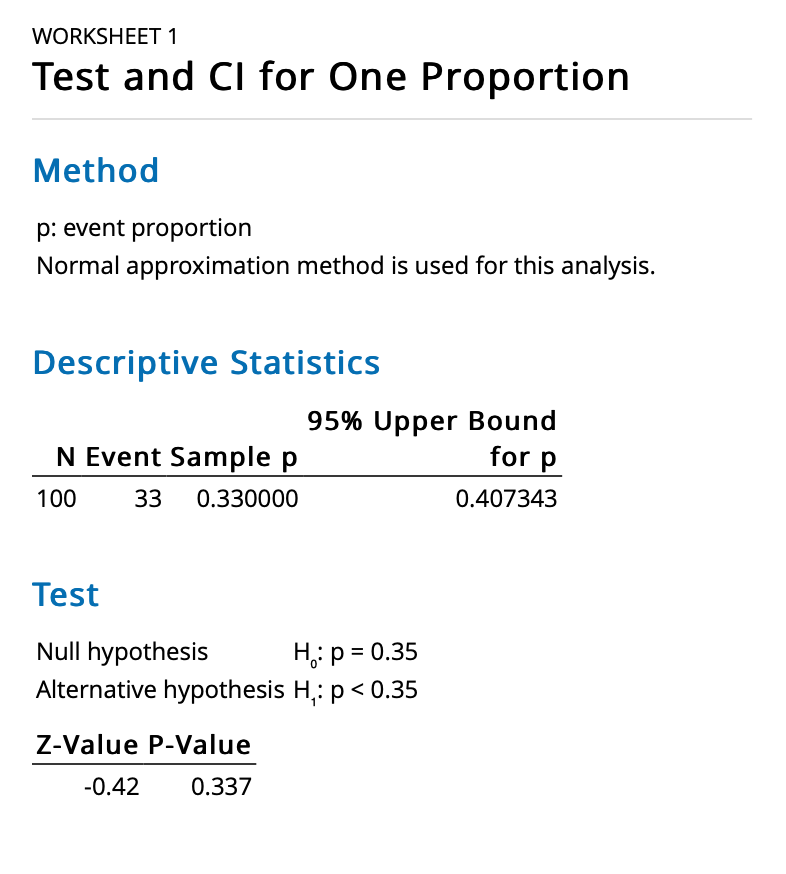 WORKSHEET 1
Test and CI for One Proportion
Method
p: event proportion
Normal approximation method is used for this analysis.
Descriptive Statistics
95% Upper Bound
N Event Sample p for p
100 33 0.330000 0.407343
Test
Null hypothesis H₀: p = 0.35
Alternative hypothesis H₁: p < 0.35
Z-Value P-Value
-0.42 0.337